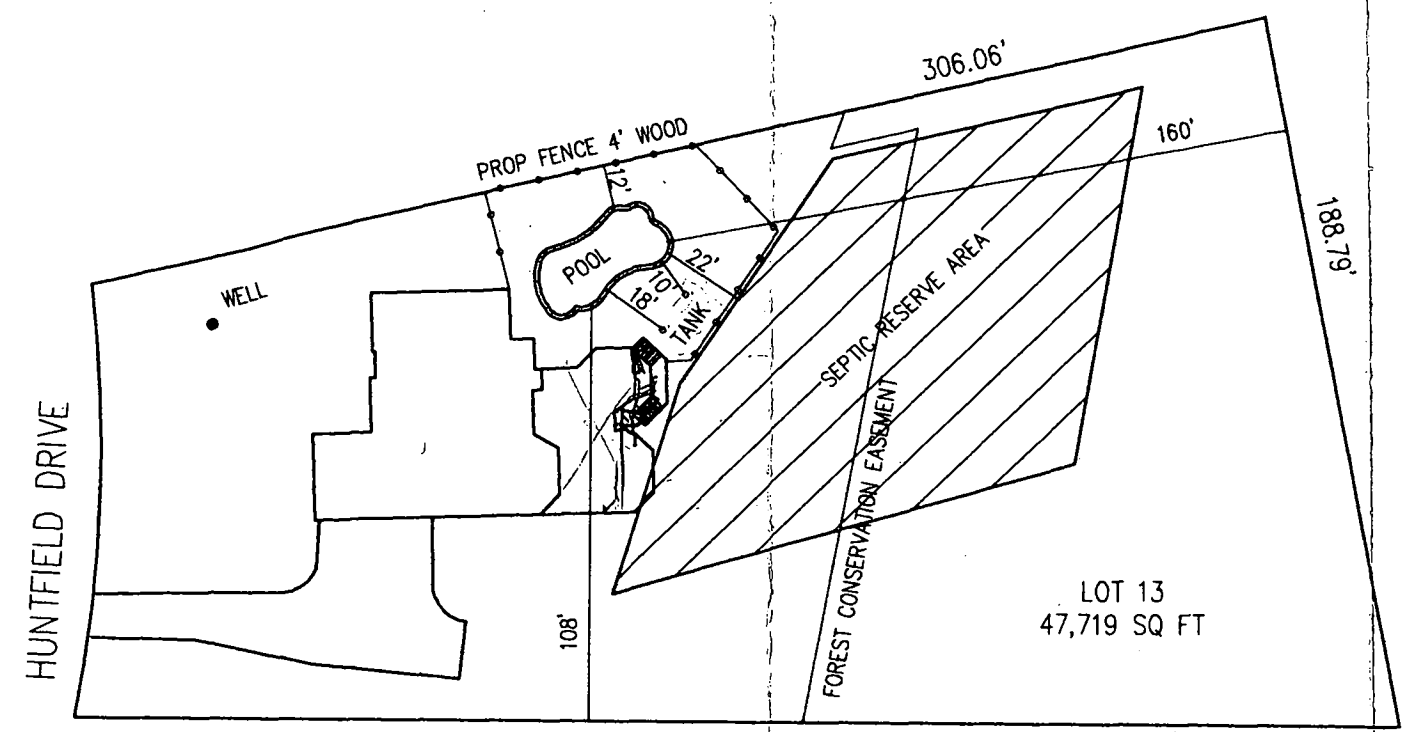 306.06'
160'
PROP FENCE 4' WOOD
12'
188.79'
POOL
22'
10'
18'
TANK
WELL
SEPTIC RESERVE AREA
FOREST CONSERVATION EASEMENT
HUNTFIELD DRIVE
108'
LOT 13
47,719 SQ FT